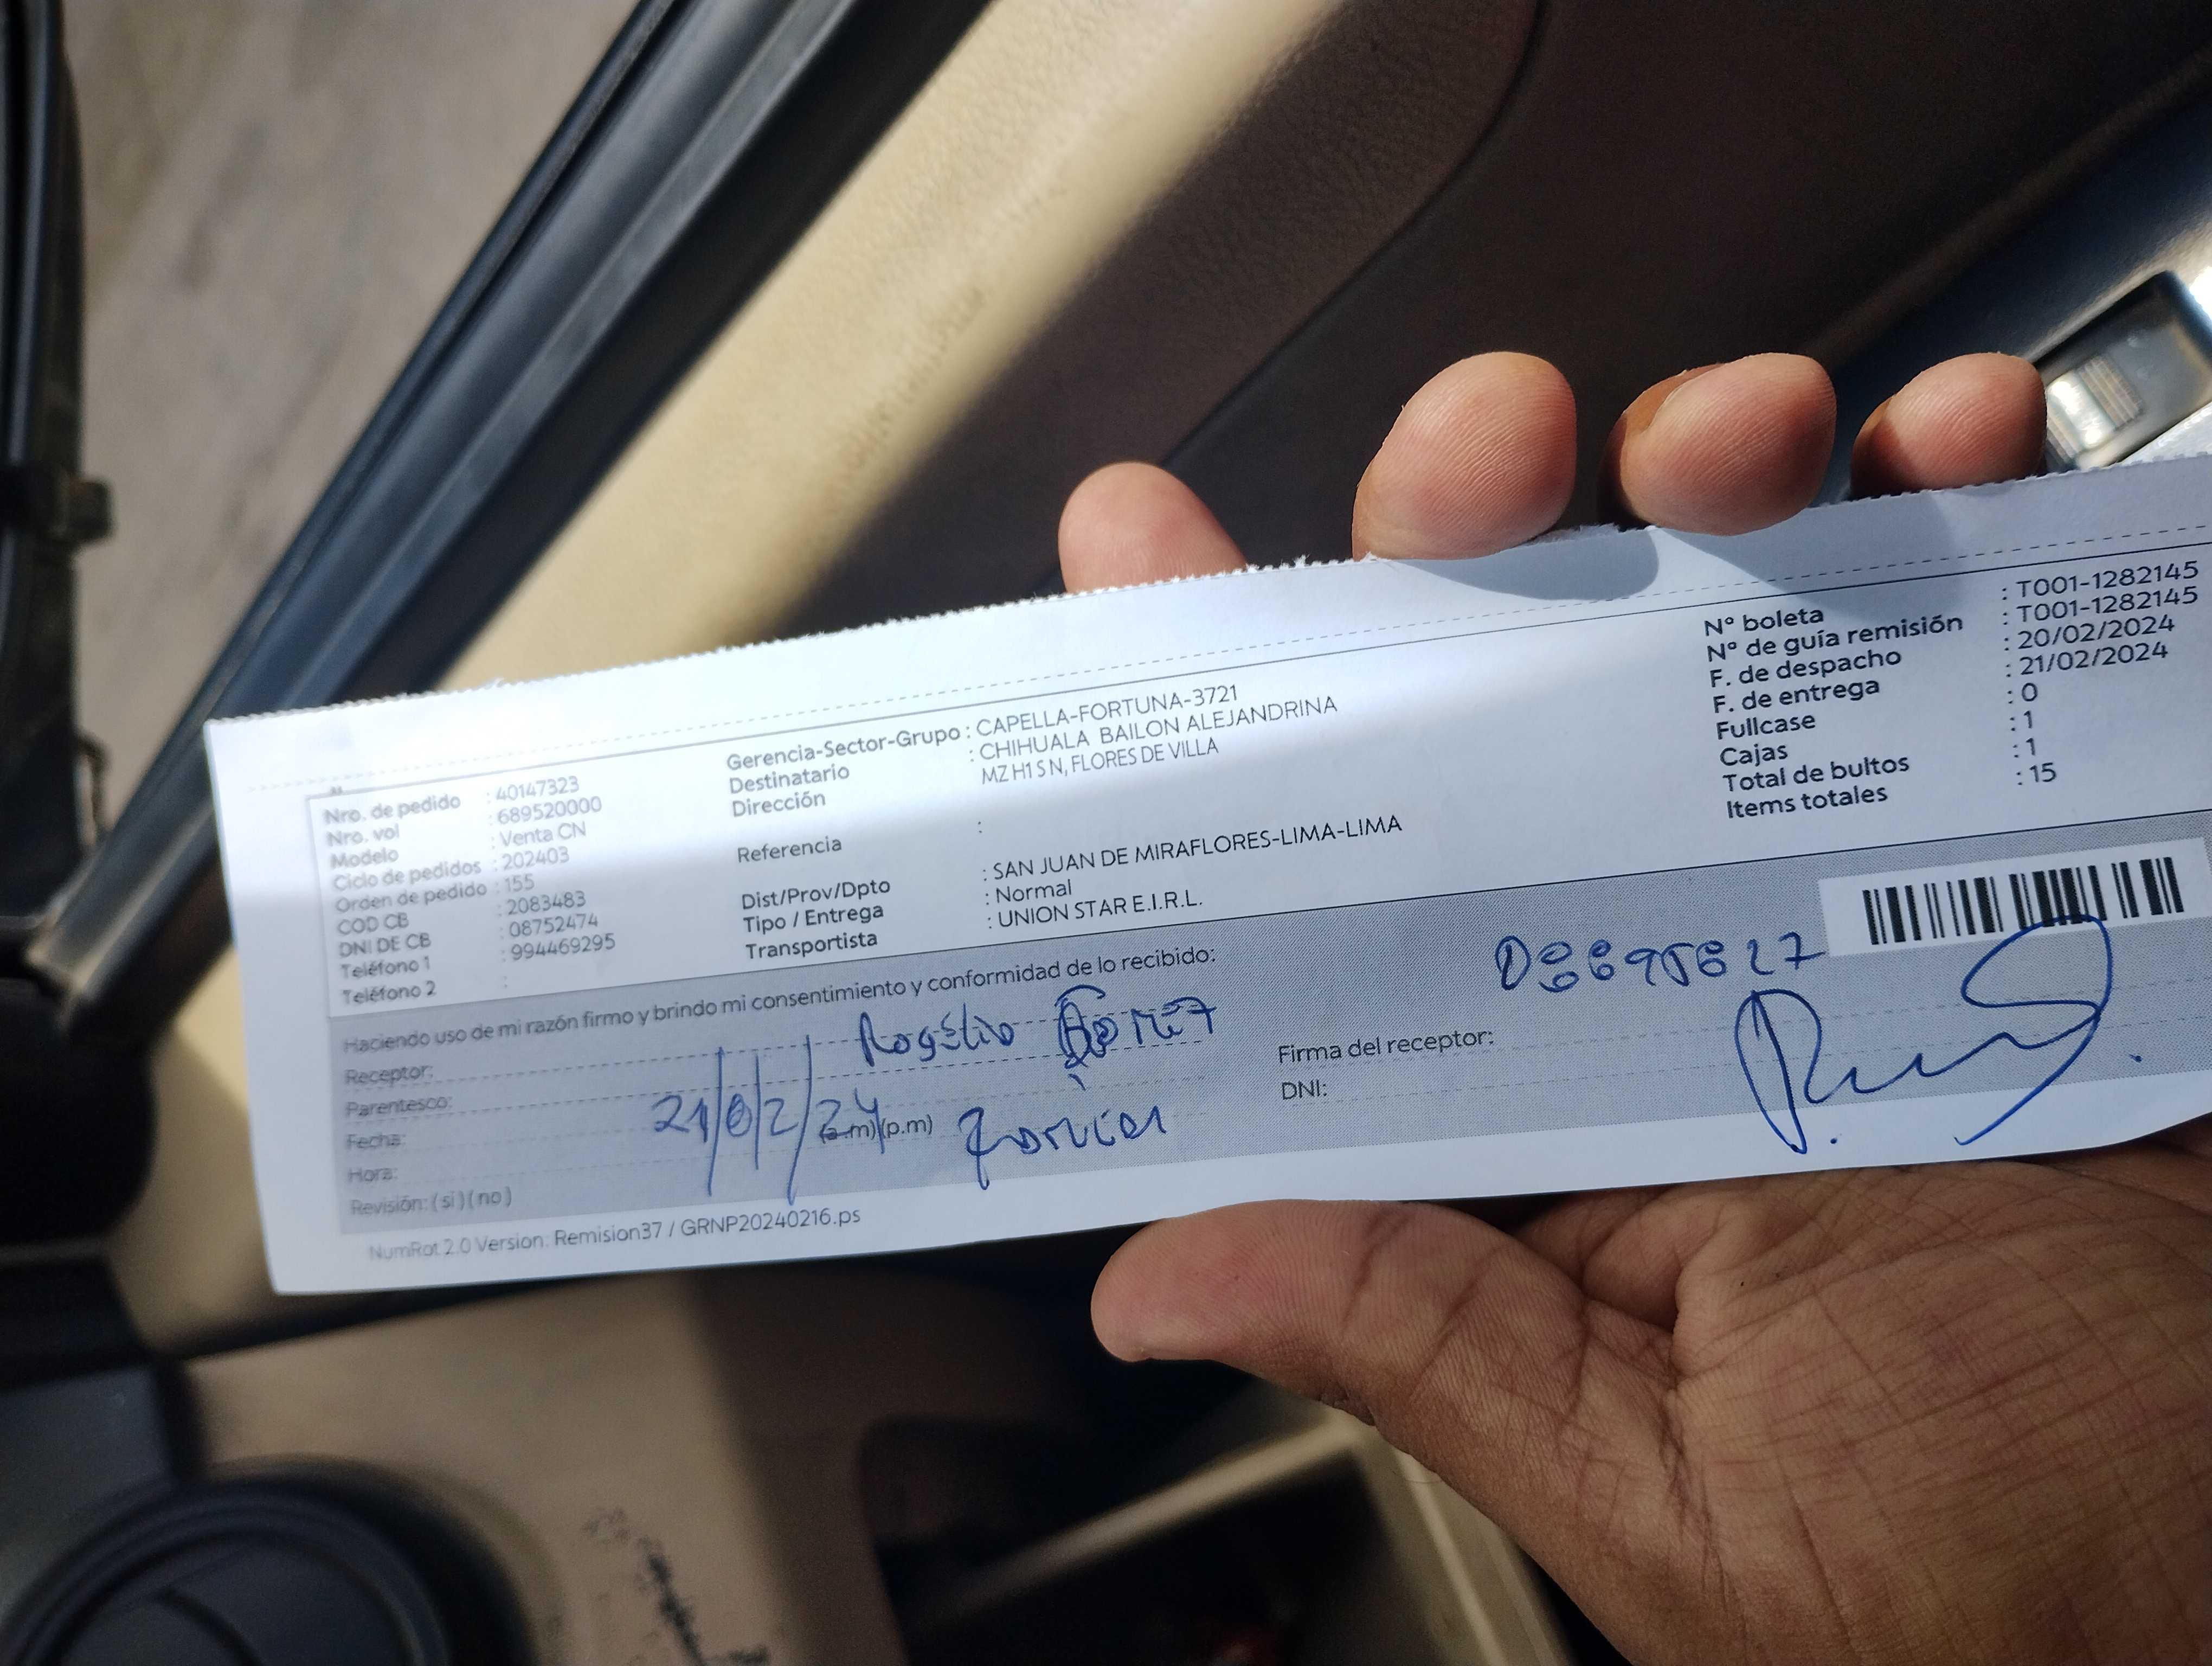 Nro. de pedido : 40147323
Nro. vol : 689520000
Modelo : Venta CN
Ciclo de pedidos : 202403
Orden de pedido : 155
COD CB : 2083483
DNI DE CB : 08752474
Teléfono 1 : 994469295
Teléfono 2 :
Gerencia-Sector-Grupo : CAPELLA-FORTUNA-3721
Destinatario : CHIHUALA BAILON ALEJANDRINA
Dirección MZ H1 S N, FLORES DE VILLA
Referencia :
Dist/Prov/Dpto : SAN JUAN DE MIRAFLORES-LIMA-LIMA
Tipo / Entrega : Normal
Transportista : UNION STAR E.I.R.L.
Nº boleta : T001-1282145
Nº de guía remisión : T001-1282145
F. de despacho : 20/02/2024
F. de entrega : 21/02/2024
Fullcase : 0
Cajas : 1
Total de bultos : 1
Items totales : 15
Haciendo uso de mi razón firmo y brindo mi consentimiento y conformidad de lo recibido:
Receptor: Rogelio
Parentesco:
Fecha: 21/02/24
Hora: (a.m)(p.m)
Revisión: (si)(no)
Firma del receptor:
DNI:
NumRot 2.0 Version: Remision37 / GRNP20240216.ps